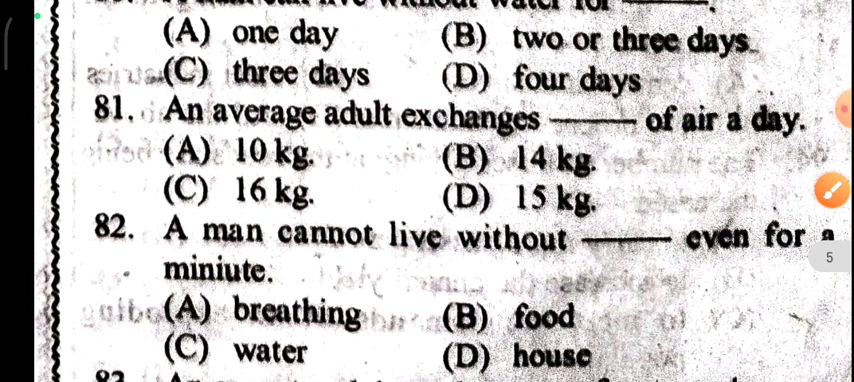 (A) one day (B) two or three days.
(C) three days (D) four days
81. An average adult exchanges ——— of air a day.
(A) 10 kg. (B) 14 kg.
(C) 16 kg. (D) 15 kg.
82. A man cannot live without ——— even for a
5
miniute.
(A) breathing (B) food
(C) water (D) house